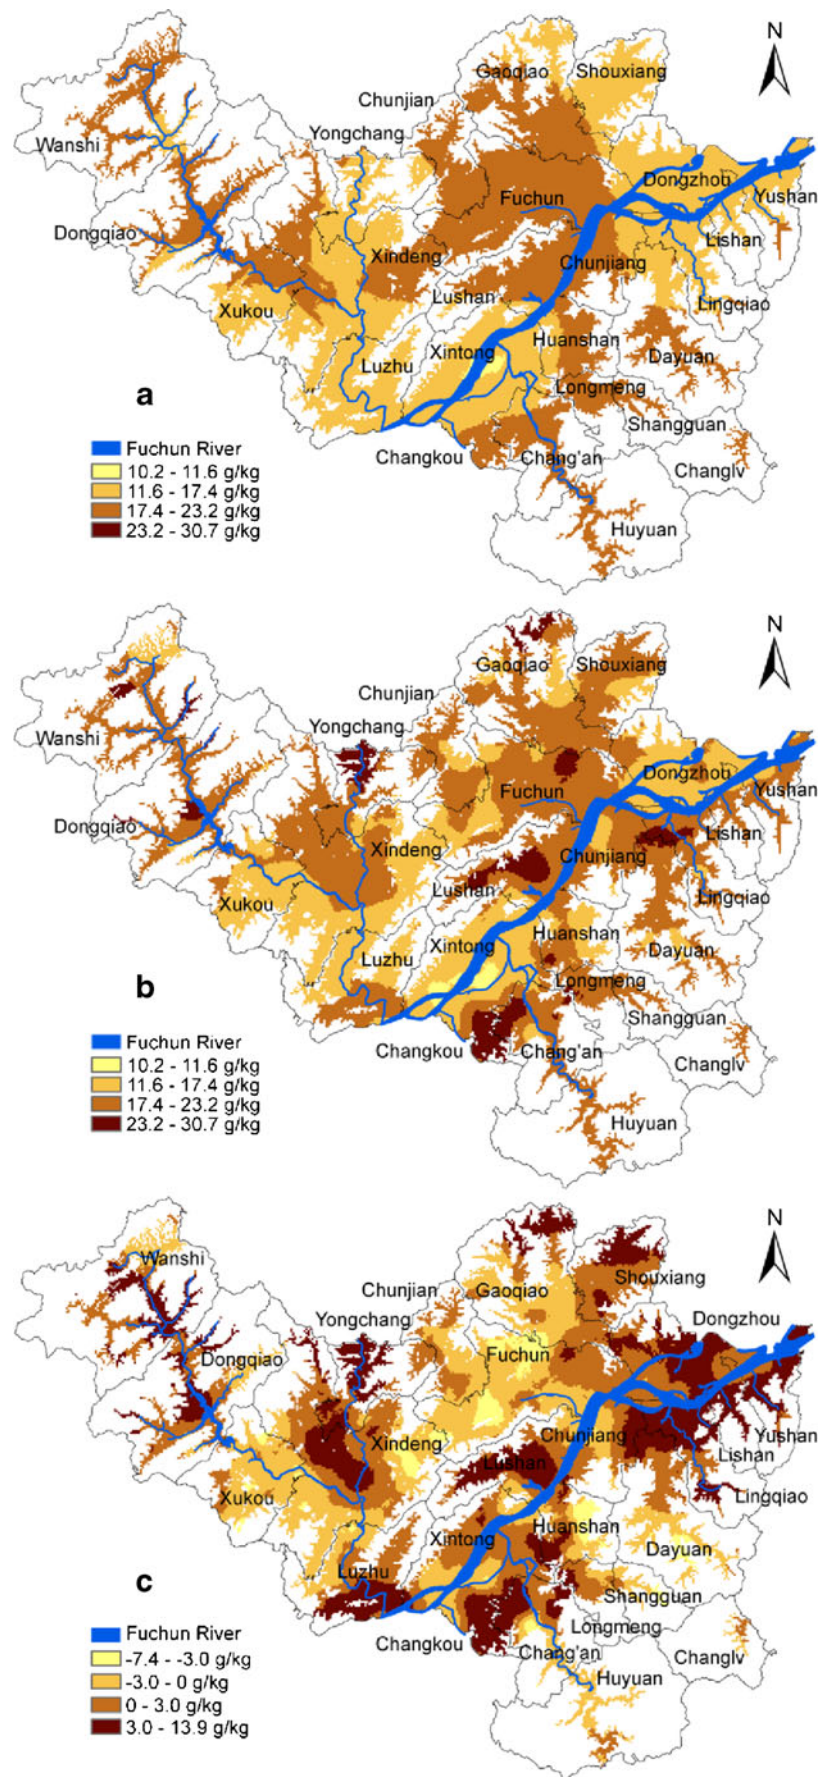 N
Gaoqiao
Shouxiang
Chunjian
Yongchang
Wanshi
Dongzhou
Fuchun
Yushan
Dongqiao
Lishan
Xindeng
Chunjiang
Lushan
Lingqiao
Xukou
Huanshan
Xintong
Dayuan
Luzhu
Longmeng
a
Shangguan
Fuchun River
Changkou
Chang'an
Changlv
10.2 - 11.6 g/kg
11.6 - 17.4 g/kg
17.4 - 23.2 g/kg
Huyuan
23.2 - 30.7 g/kg
N
Gaoqiao
Shouxiang
Chunjian
Yongchang
Wanshi
Dongzhou
Fuchun
Yushan
Dongqiao
Lishan
Xindeng
Chunjiang
Lushan
Lingqiao
Xukou
Huanshan
Xintong
Dayuan
Luzhu
Longmeng
b
Shangguan
Fuchun River
Changkou
Chang'an
Changlv
10.2 - 11.6 g/kg
11.6 - 17.4 g/kg
17.4 - 23.2 g/kg
Huyuan
23.2 - 30.7 g/kg
N
Wanshi
Gaoqiao
Shouxiang
Chunjian
Yongchang
Dongzhou
Dongqiao
Fuchun
Chunjiang
Yushan
Xindeng
Lishan
Lushan
Lingqiao
Xukou
Huanshan
Xintong
Dayuan
Luzhu
c
Shangguan
Longmeng
Fuchun River
Changkou
Chang'an
Changlv
-7.4 - -3.0 g/kg
-3.0 - 0 g/kg
Huyuan
0 - 3.0 g/kg
3.0 - 13.9 g/kg